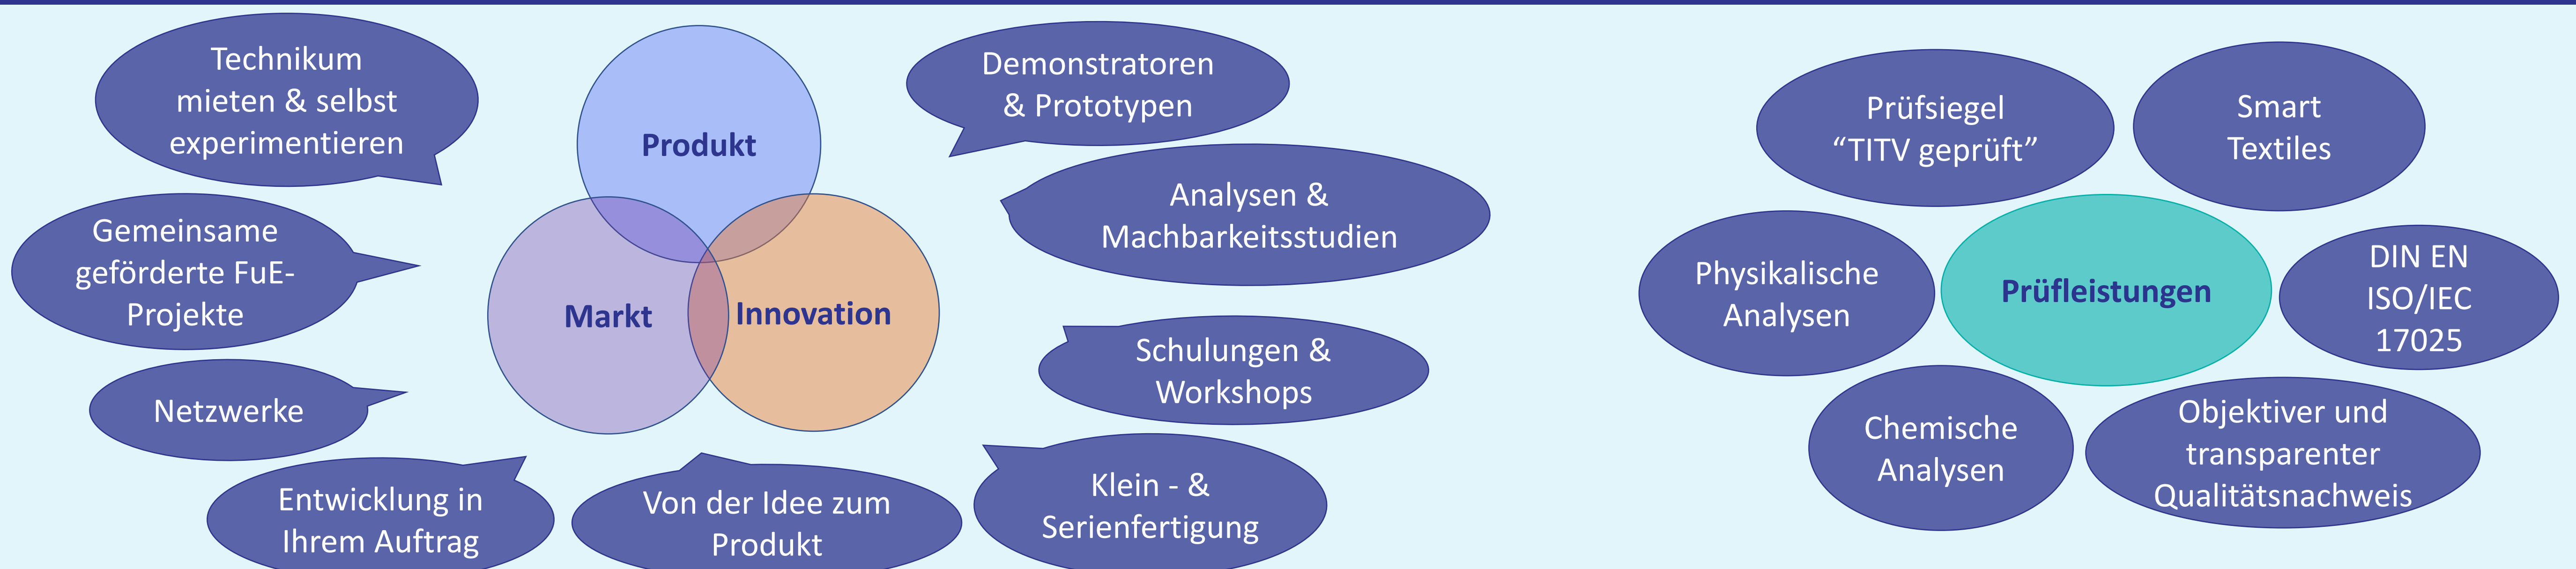 Technikum
mieten & selbst
experimentieren
Gemeinsame
geförderte FuE-
Projekte
Netzwerke
Entwicklung in
Ihrem Auftrag
Produkt
Markt
Innovation
Von der Idee zum
Produkt
Demonstratoren
& Prototypen
Analysen &
Machbarkeitsstudien
Schulungen &
Workshops
Klein - &
Serienfertigung
Prüfsiegel
“TITV geprüft”
Smart
Textiles
Physikalische
Analysen
Prüfleistungen
DIN EN
ISO/IEC
17025
Chemische
Analysen
Objektiver und
transparenter
Qualitätsnachweis